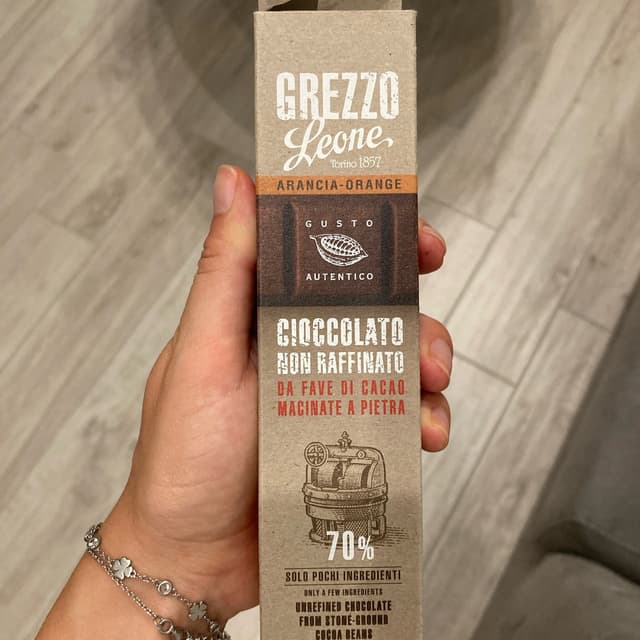 GREZZO
Leone
Torino 1857
ARANCIA-ORANGE
GUSTO
AUTENTICO
CIOCCOLATO
NON RAFFINATO
DA FAVE DI CACAO
MACINATE A PIETRA
70%
SOLO POCHI INGREDIENTI
ONLY A FEW INGREDIENTS
UNREFINED CHOCOLATE
FROM STONE-GROUND
COCOA BEANS